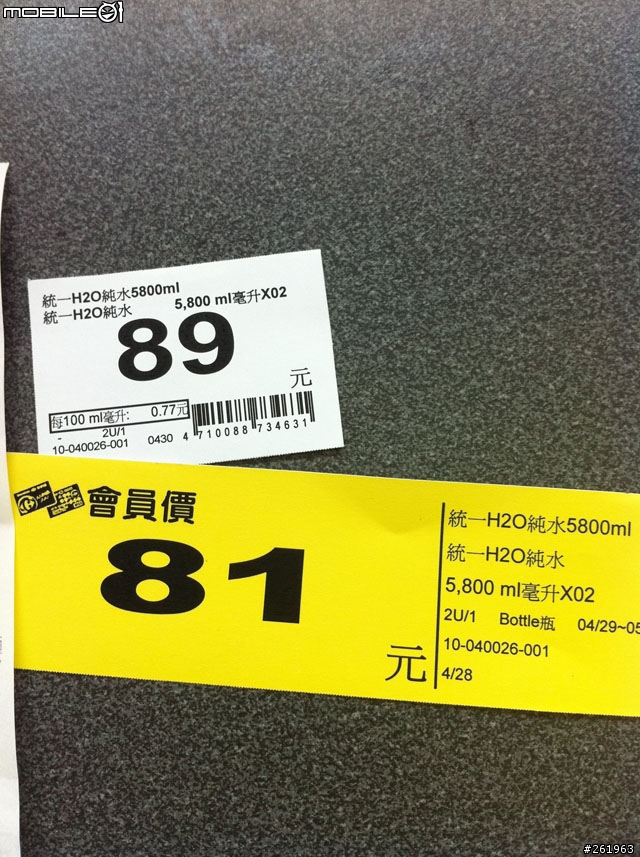 MOBILE01
統一H2O純水5800ml
統一H2O純水 5,800 ml毫升X02
89
元
每100 ml毫升: 0.77元
- 2U/1
10-040026-001 0430
4 710088 734631
會員價
81
元
統一H2O純水5800ml
統一H2O純水
5,800 ml毫升X02
2U/1 Bottle瓶 04/29~05
10-040026-001
4/28
#261963